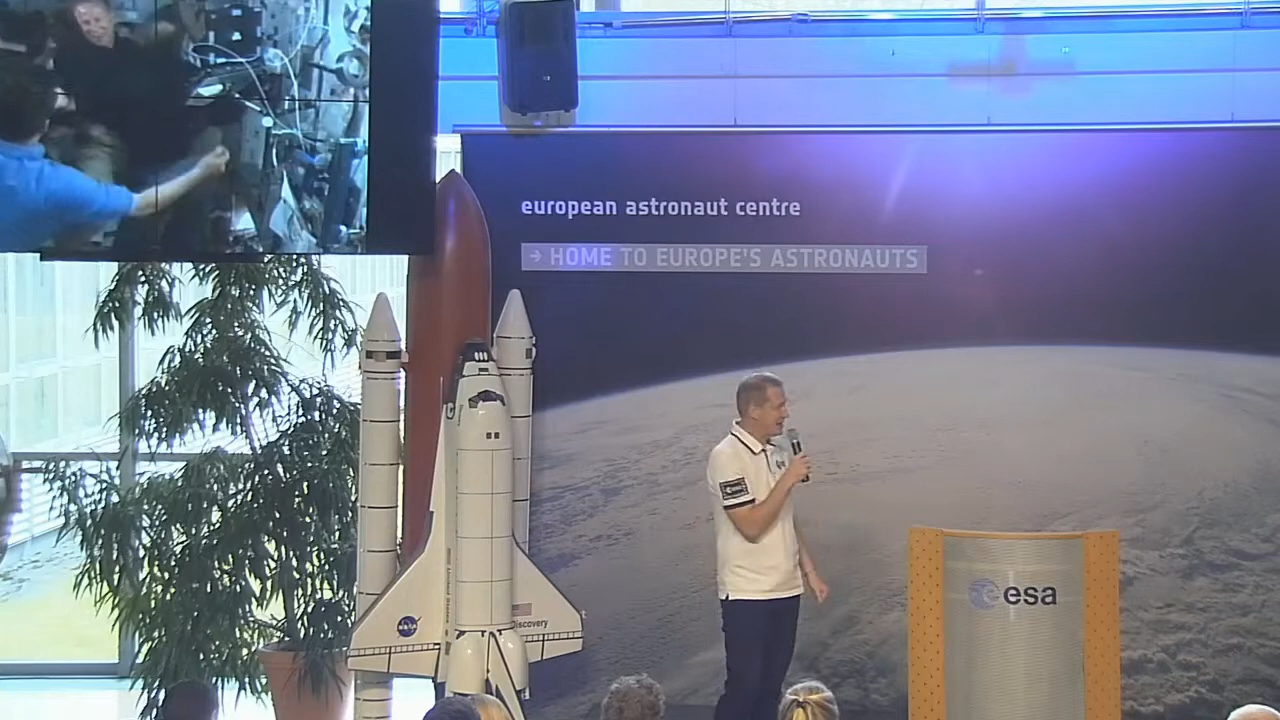 european astronaut centre
→ HOME TO EUROPE'S ASTRONAUTS
esa
NASA
Discovery